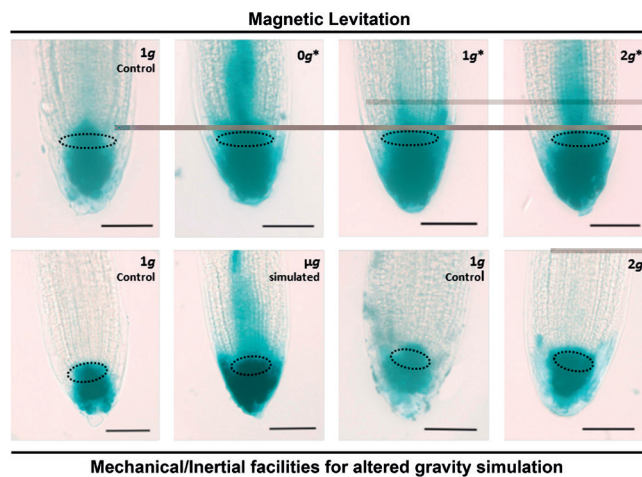 Magnetic Levitation
1g
Control
0g*
1g*
2g*
1g
Control
µg
simulated
1g
Control
2g
Mechanical/Inertial facilities for altered gravity simulation